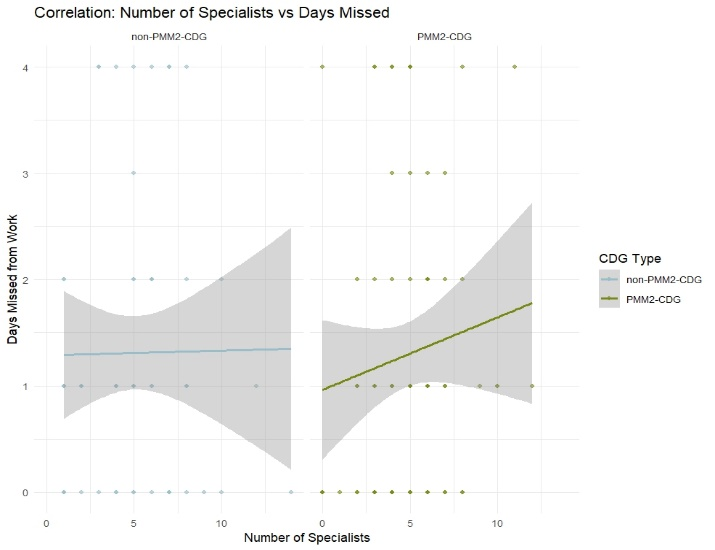 Correlation: Number of Specialists vs Days Missed
non-PMM2-CDG PMM2-CDG
4
3
2
1
0
Days Missed from Work
0 5 10 0 5 10
Number of Specialists
CDG Type
non-PMM2-CDG
PMM2-CDG